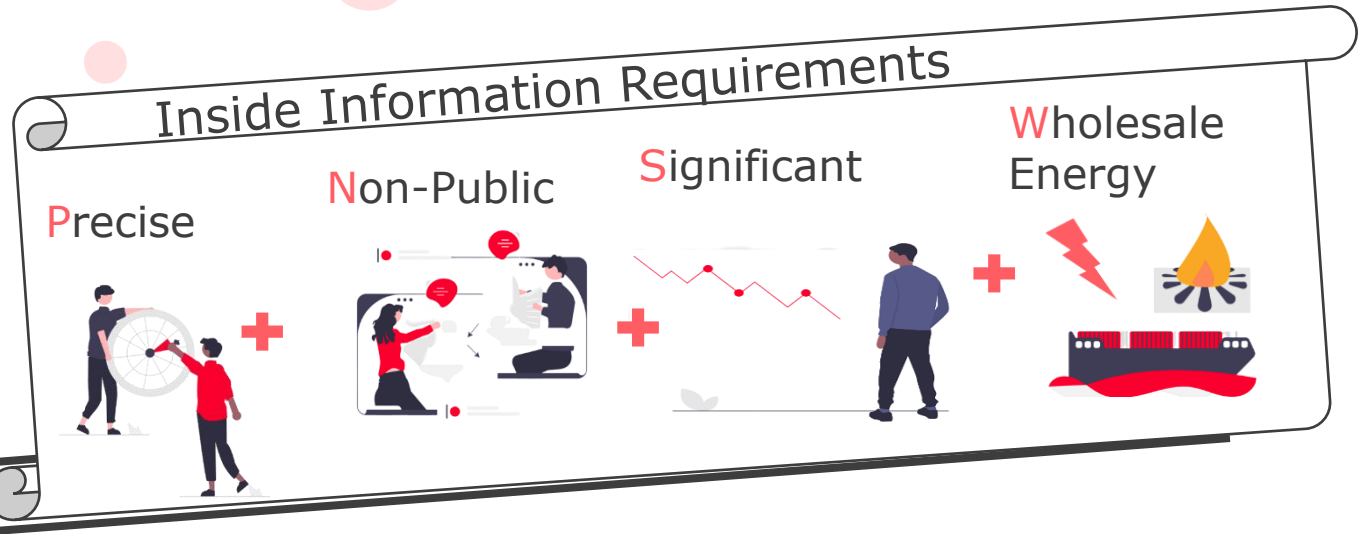 Inside Information Requirements
Precise
Non-Public
Significant
Wholesale
Energy